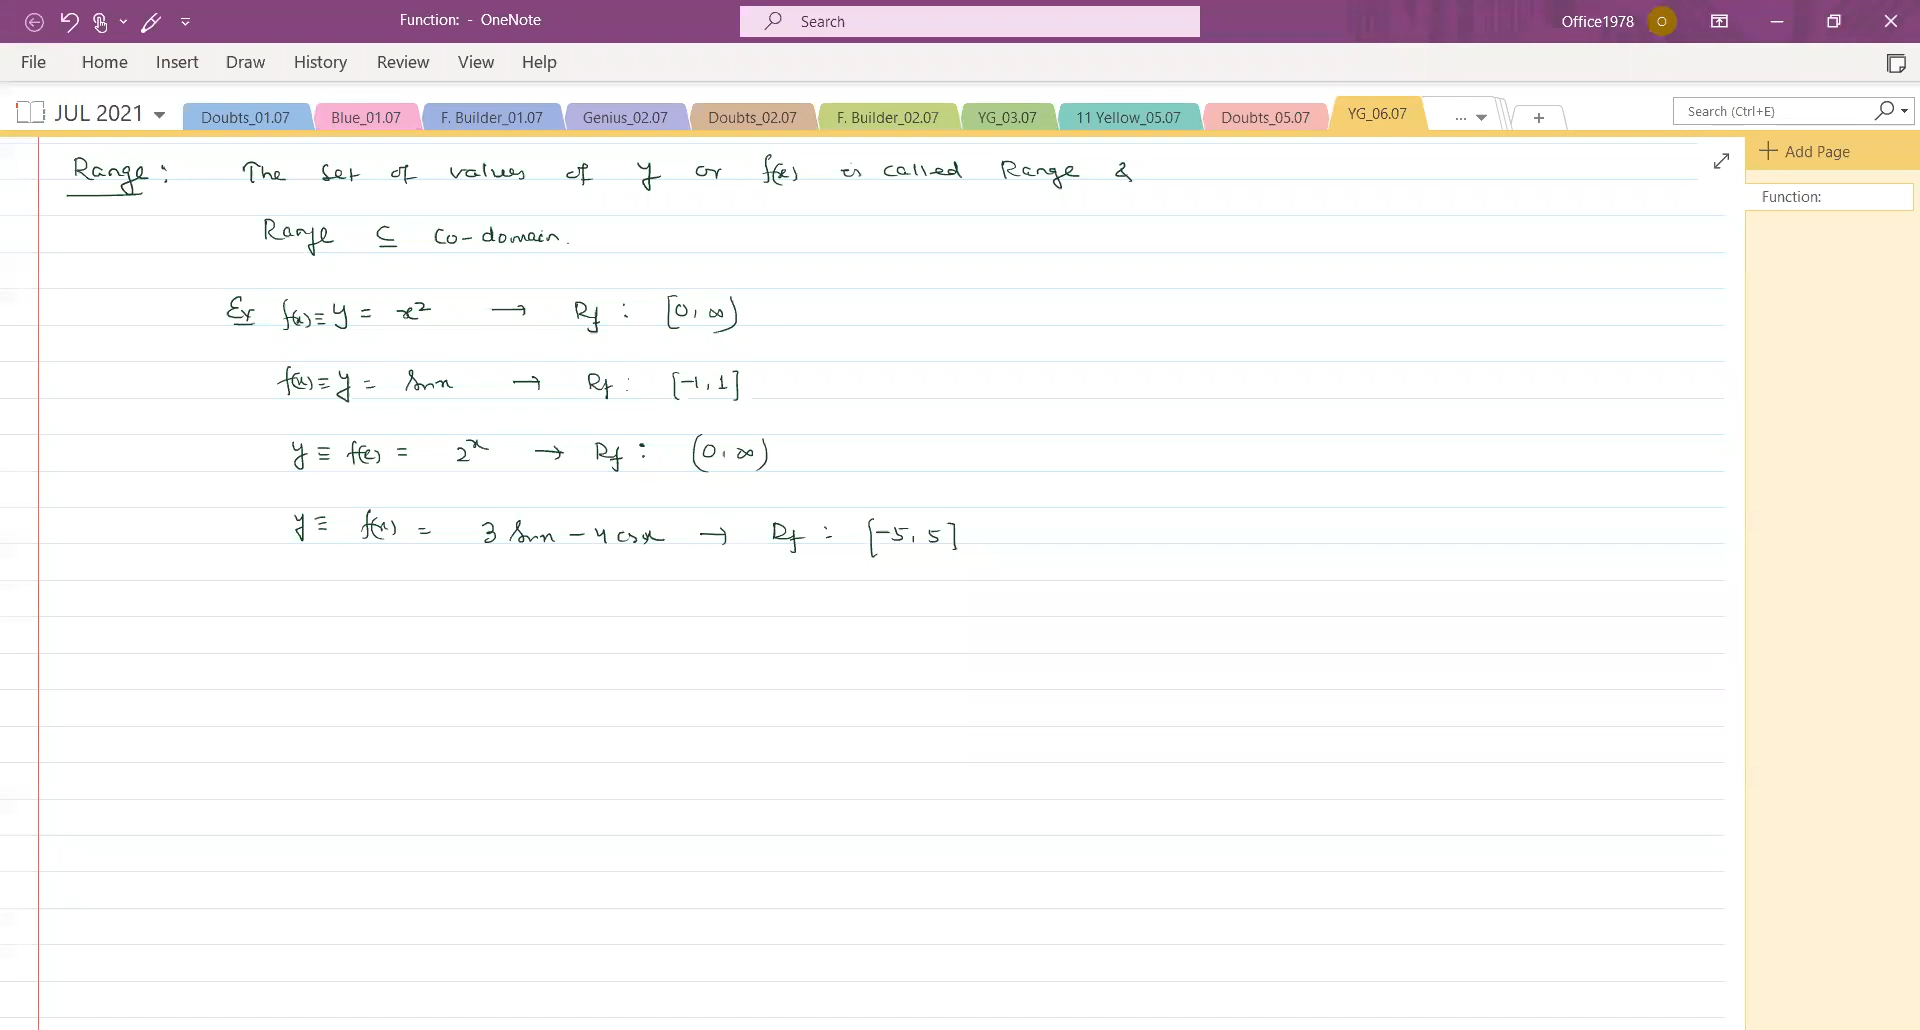 Function: - OneNote
Search
Office1978
O
File Home Insert Draw History Review View Help
JUL 2021 Doubts_01.07 Blue_01.07 F. Builder_01.07 Genius_02.07 Doubts_02.07 F. Builder_02.07 YG_03.07 11 Yellow_05.07 Doubts_05.07 YG_06.07 ... +
Search (Ctrl+E)
Add Page
Function:
Range: The set of values of y or f(x) is called Range &
Range ⊆ Co-domain.
Ex f(x) ≡ y = x² → Rf : [0, ∞)
f(x) ≡ y = sinx → Rf : [-1, 1]
y ≡ f(x) = 2^x → Rf : (0, ∞)
y ≡ f(x) = 3 sinx - 4 cosx → Rf : [-5, 5]